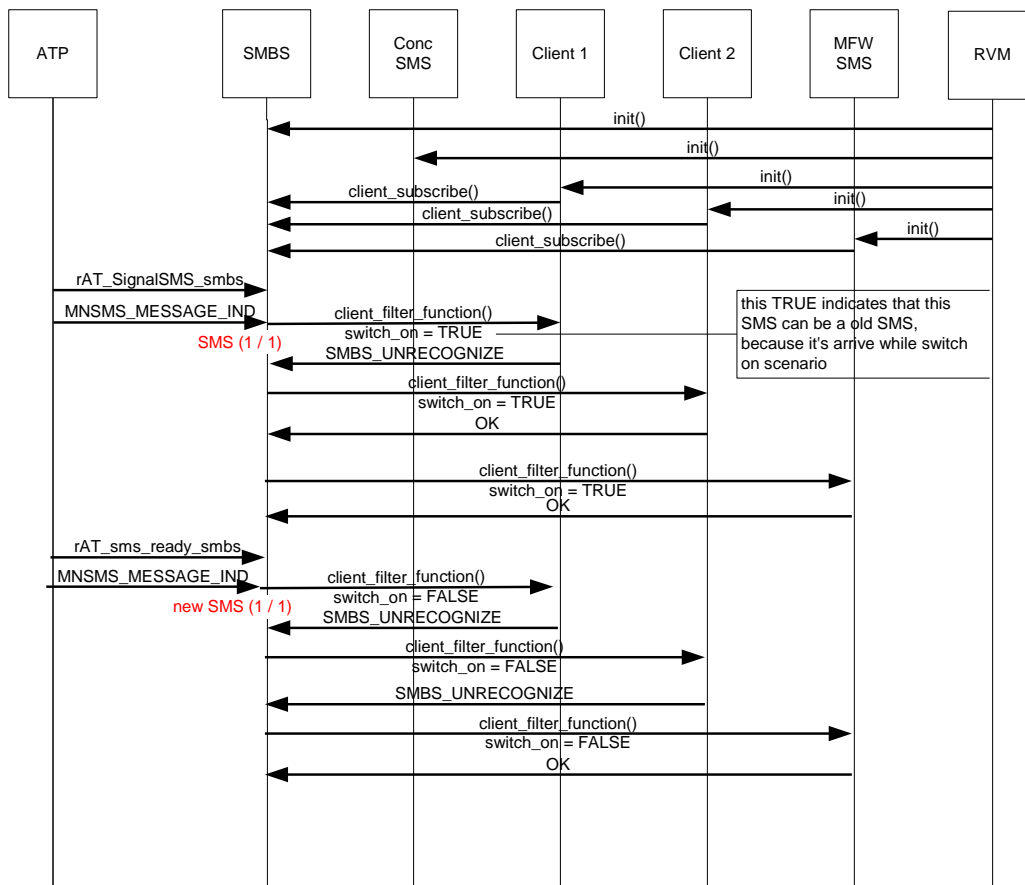 ATP
SMBS
Conc
SMS
Client 1
Client 2
MFW
SMS
RVM
init()
init()
init()
client_subscribe()
init()
client_subscribe()
init()
client_subscribe()
rAT_SignalSMS_smbs
MNSMS_MESSAGE_IND
SMS (1 / 1)
client_filter_function()
switch_on = TRUE
this TRUE indicates that this
SMS can be a old SMS,
because it's arrive while switch
on scenario
SMBS_UNRECOGNIZE
client_filter_function()
switch_on = TRUE
OK
client_filter_function()
switch_on = TRUE
OK
rAT_sms_ready_smbs
MNSMS_MESSAGE_IND
new SMS (1 / 1)
client_filter_function()
switch_on = FALSE
SMBS_UNRECOGNIZE
client_filter_function()
switch_on = FALSE
SMBS_UNRECOGNIZE
client_filter_function()
switch_on = FALSE
OK